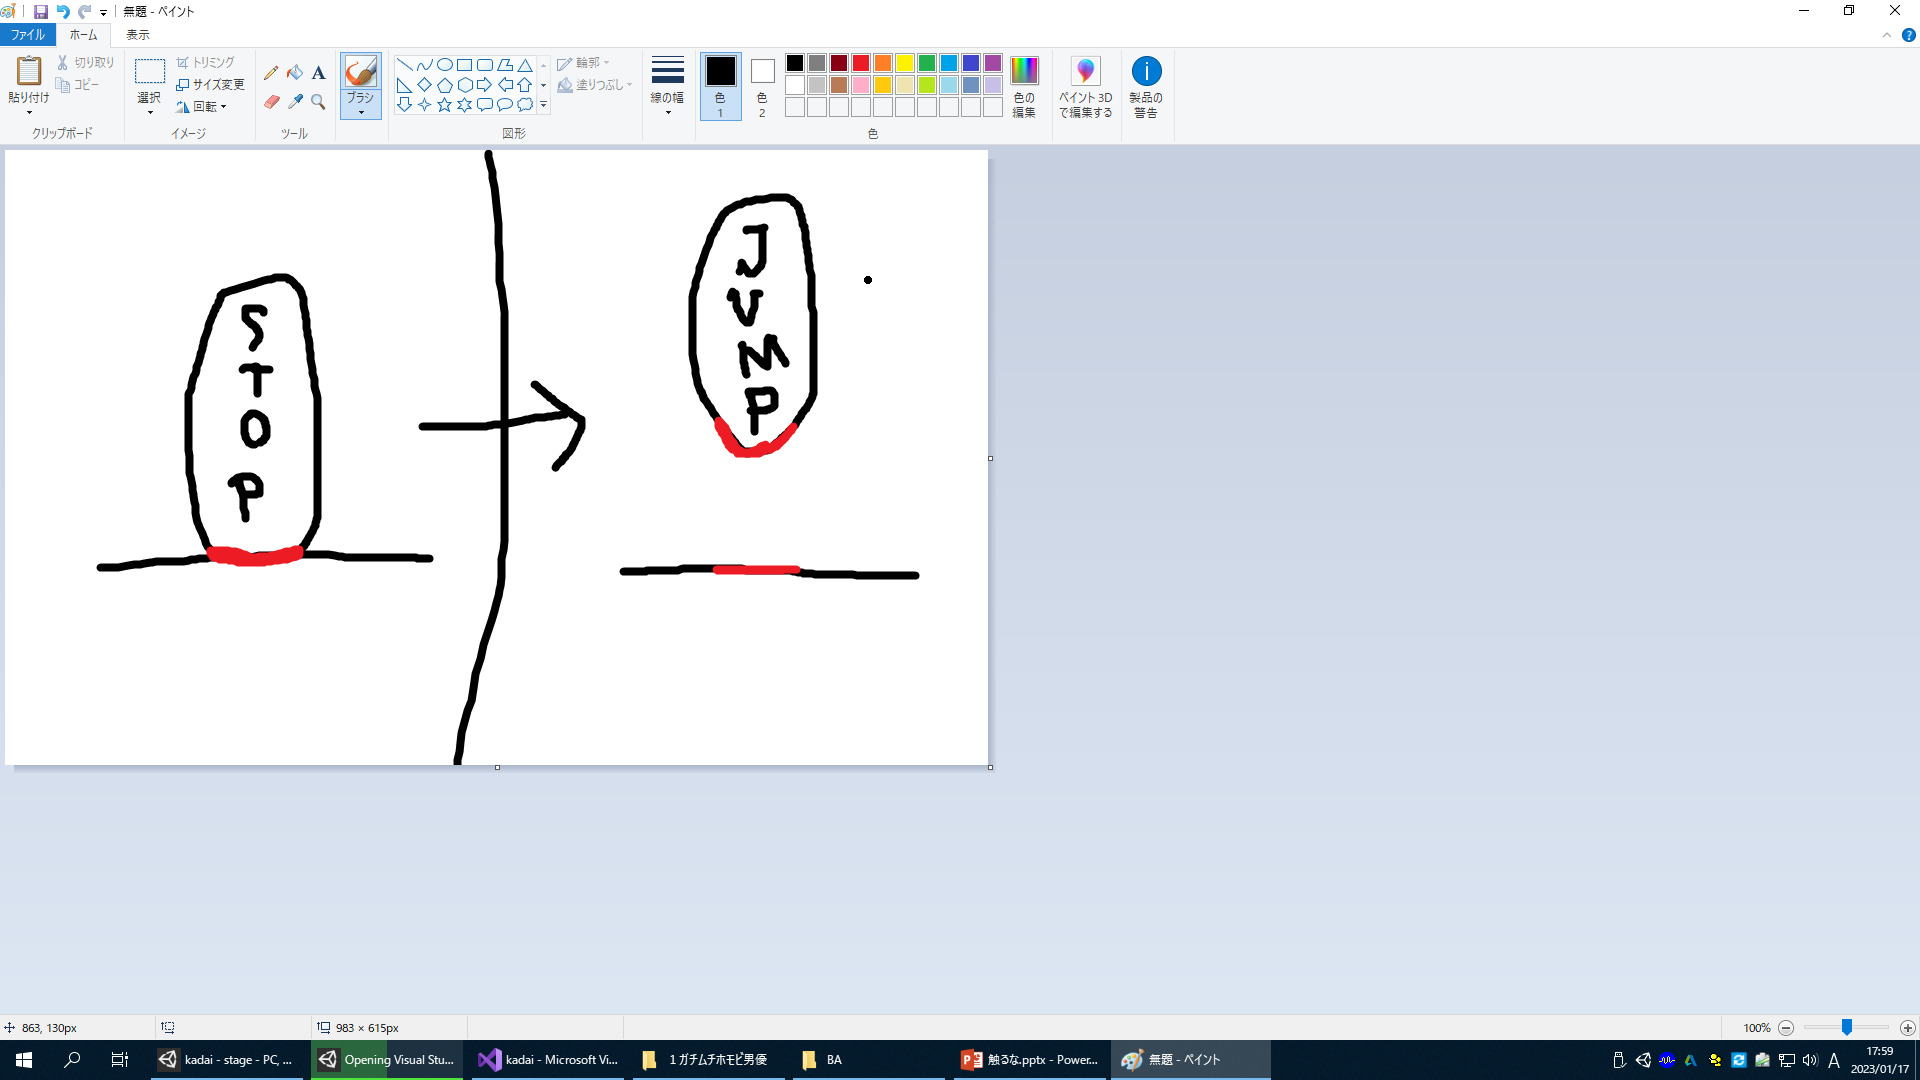 無題 - ペイント
ファイル ホーム 表示
貼り付け 切り取り コピー
クリップボード
選択 トリミング サイズ変更 回転
イメージ
A
ツール
ブラシ
輪郭 塗りつぶし
図形
線の幅
色 1 色 2
色の 編集
色
ペイント 3D で編集する
製品の 警告
S
T
O
P
J
U
M
P
863, 130px
983 × 615px
100%
kadai - stage - PC, ...
Opening Visual Stu...
kadai - Microsoft Vi...
1 ガチムチホモビ男優
BA
触るな.pptx - Power...
無題 - ペイント
A
17:59
2023/01/17